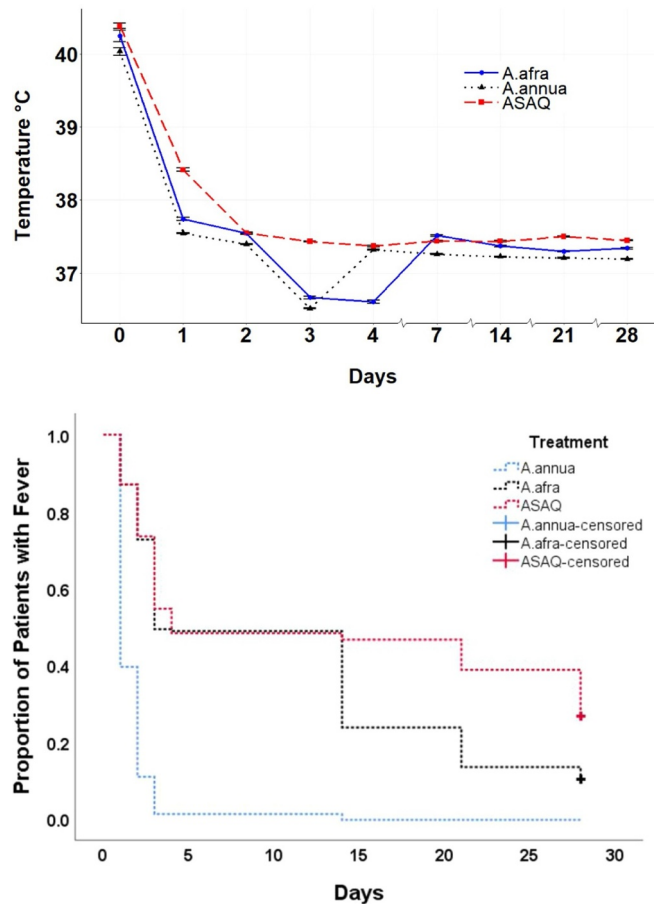 40
39
38
37
Temperature °C
A.afra
A.annua
ASAQ
0 1 2 3 4 7 14 21 28
Days
Proportion of Patients with Fever
1.0
0.8
0.6
0.4
0.2
0.0
Treatment
A.annua
A.afra
ASAQ
A.annua-censored
A.afra-censored
ASAQ-censored
0 5 10 15 20 25 30
Days